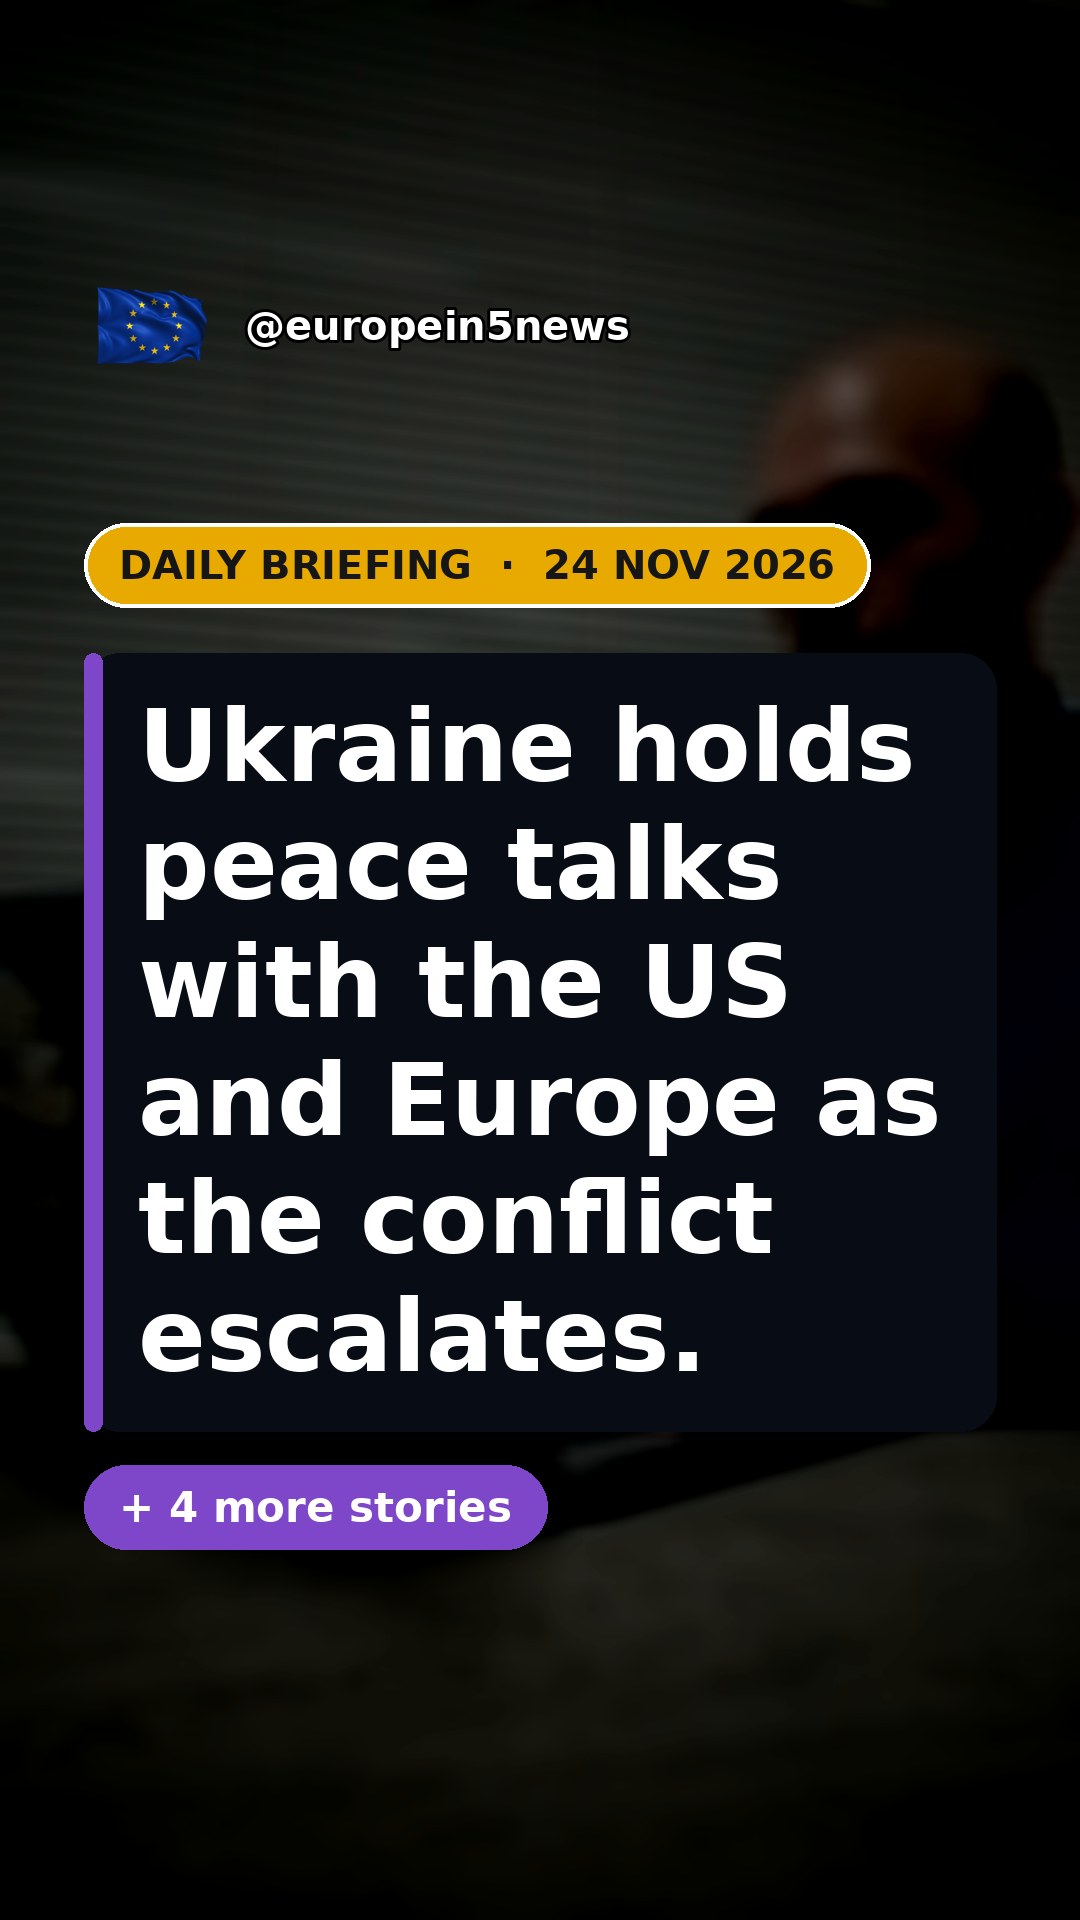 @europein5news
DAILY BRIEFING · 24 NOV 2026
Ukraine holds
peace talks
with the US
and Europe as
the conflict
escalates.
+ 4 more stories